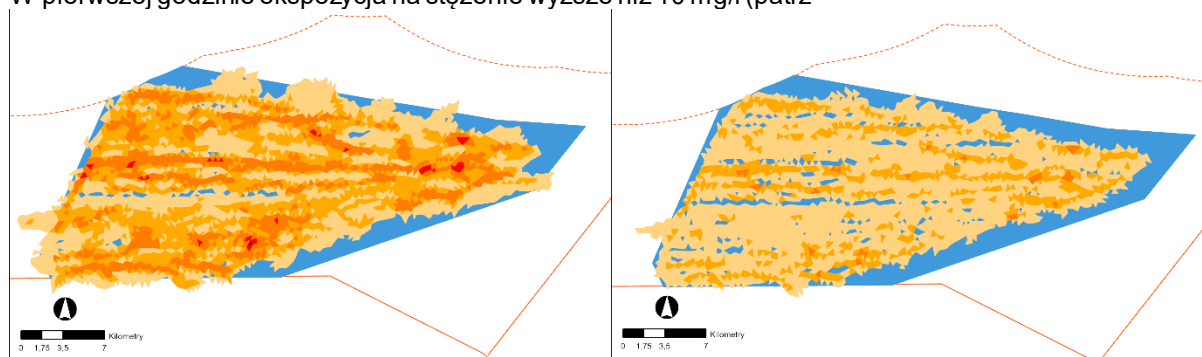 W pierwszej godzinie ekspozycja na stężenie wyższe niż 10 mg/l (patrz
Kilometry
0 1.75 3,5 7
Kilometry
0 1.75 3,5 7